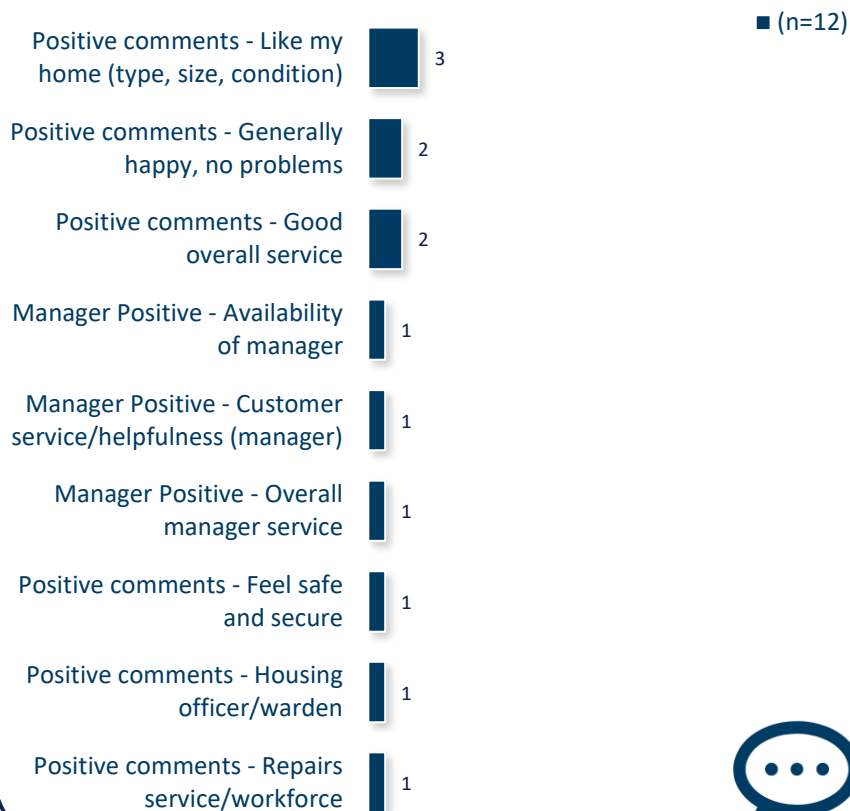 (n=12)
Positive comments - Like my
home (type, size, condition)
3
Positive comments - Generally
happy, no problems
2
Positive comments - Good
overall service
2
Manager Positive - Availability
of manager
1
Manager Positive - Customer
service/helpfulness (manager)
1
Manager Positive - Overall
manager service
1
Positive comments - Feel safe
and secure
1
Positive comments - Housing
officer/warden
1
Positive comments - Repairs
service/workforce
1